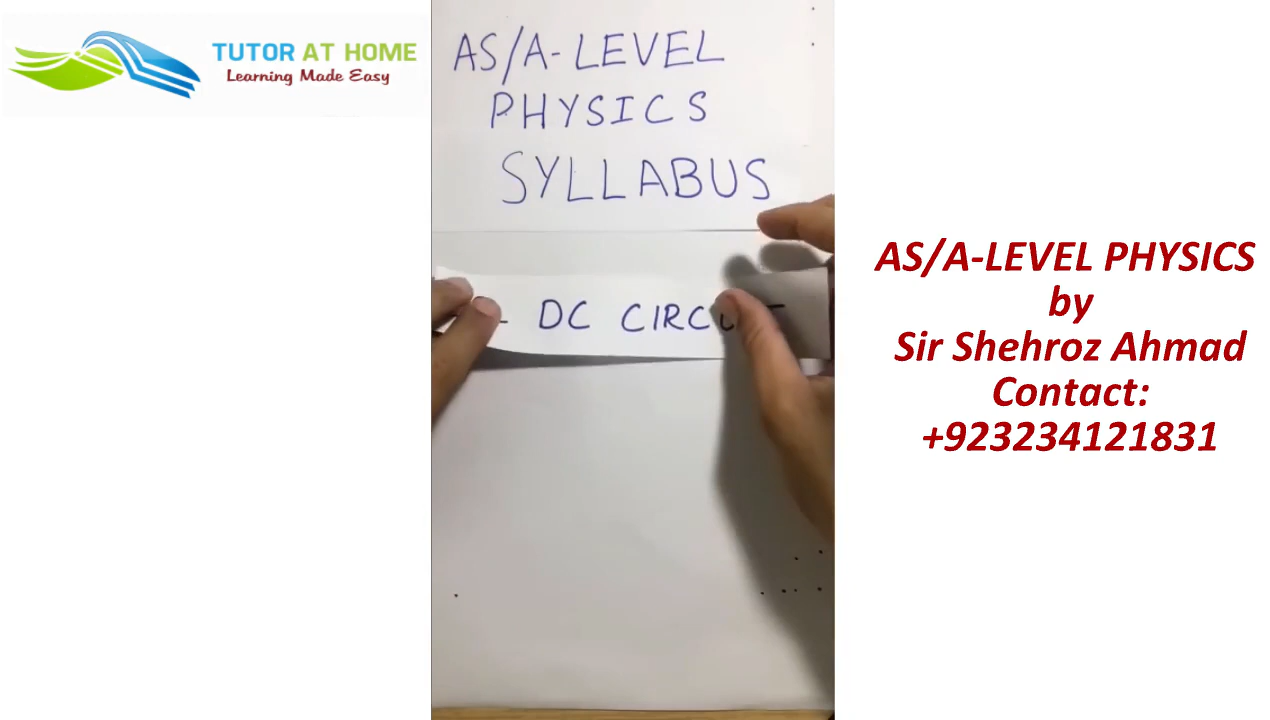 TUTOR AT HOME
Learning Made Easy
AS/A-LEVEL
PHYSICS
SYLLABUS
- DC
AS/A-LEVEL PHYSICS
by
Sir Shehroz Ahmad
Contact:
+923234121831